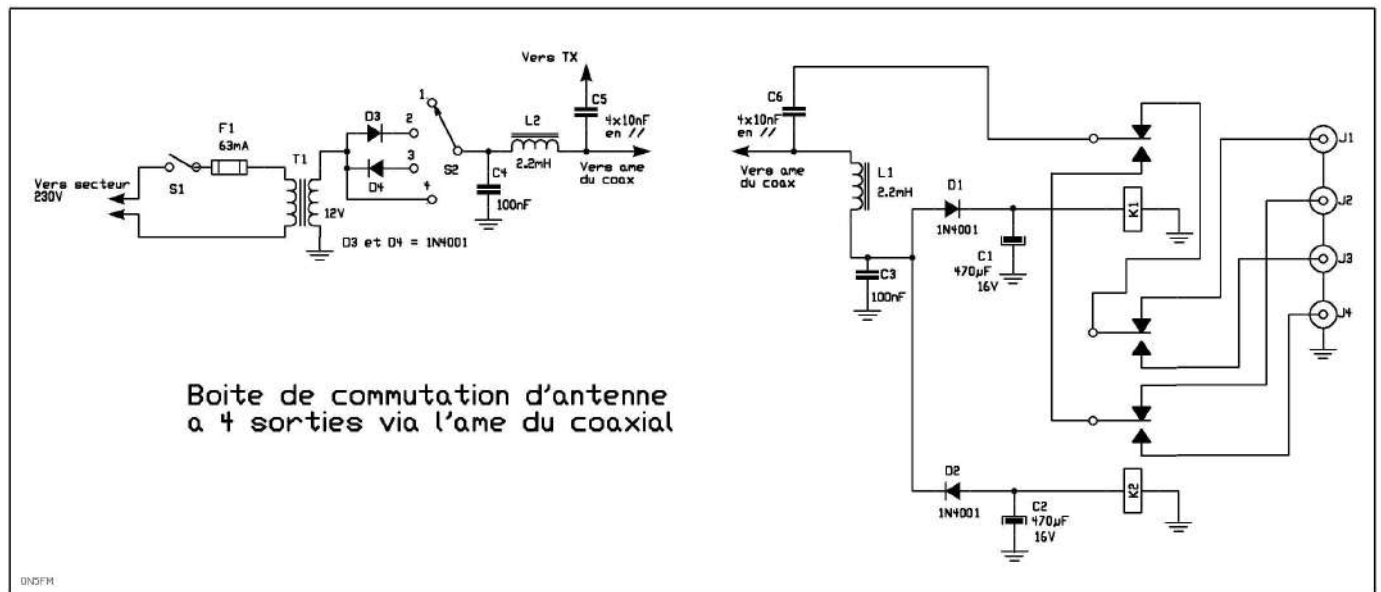 Vers TX
C5
4x10nF
en //
Vers ame
du coax
L2
2.2mH
1
2
3
4
S2
C4
100nF
D3
D4
D3 et D4 = 1N4001
F1
63mA
S1
T1
12V
Vers secteur
230V
C6
4x10nF
en //
Vers ame
du coax
L1
2.2mH
C3
100nF
D1
1N4001
C1
470µF
16V
K1
J1
J2
J3
J4
D2
1N4001
C2
470µF
16V
K2
Boite de commutation d'antenne
a 4 sorties via l'ame du coaxial
ON5FM